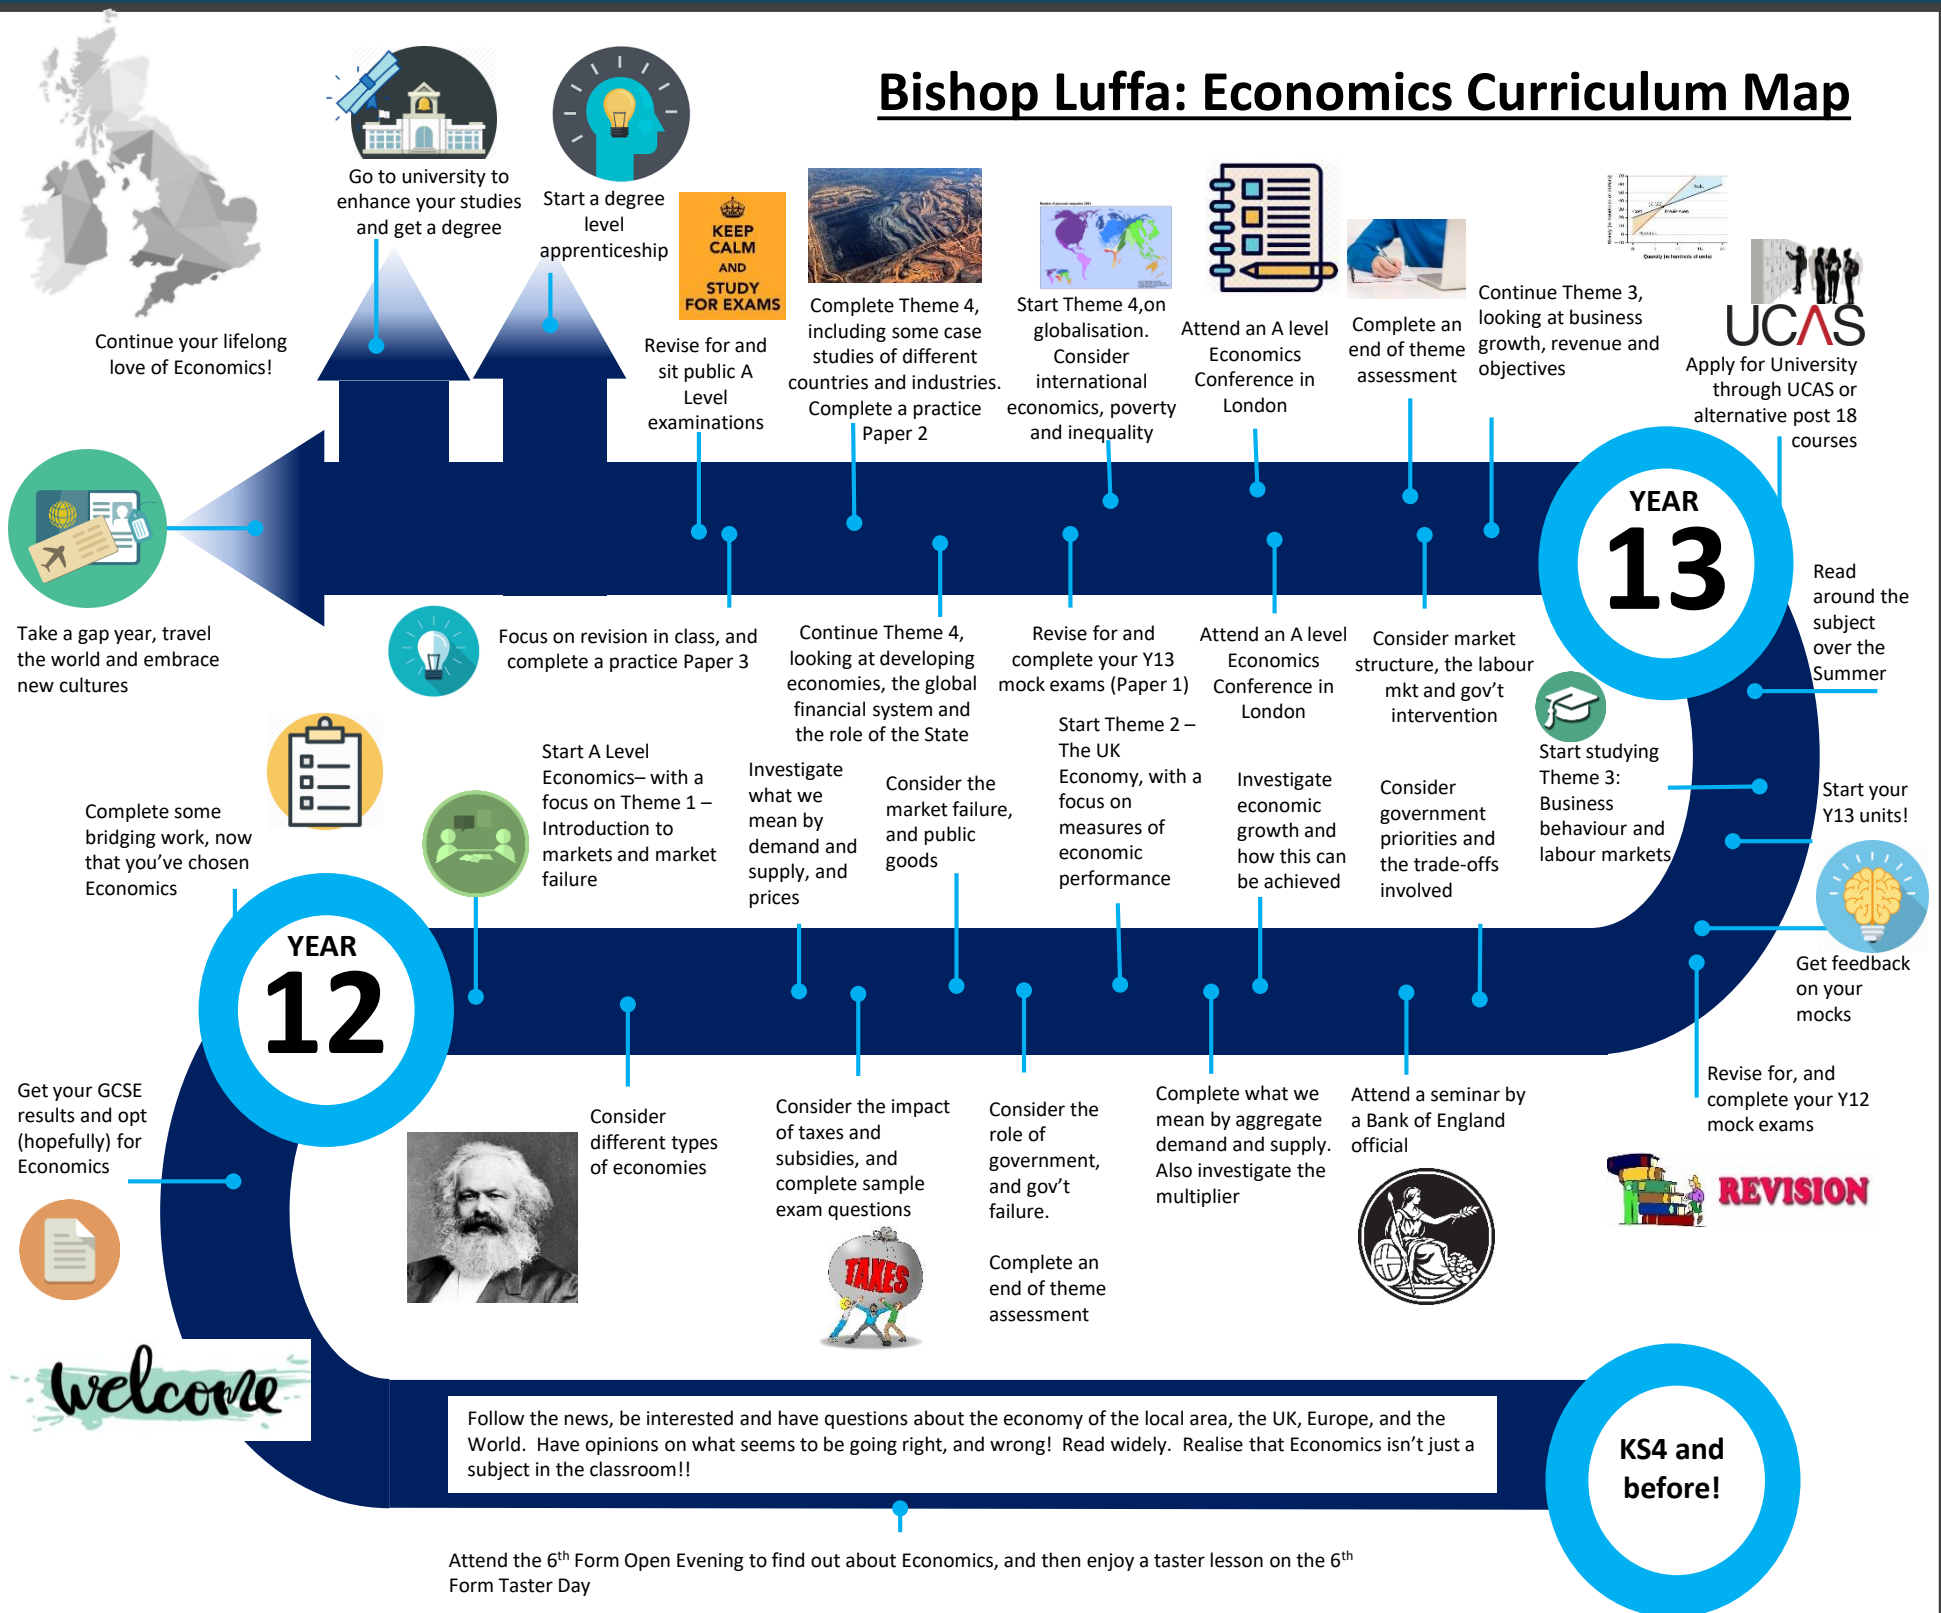 Bishop Luffa: Economics Curriculum Map
Go to university to
enhance your studies
and get a degree
Start a degree
level
apprenticeship
KEEP
CALM
AND
STUDY
FOR EXAMS
Revise for and
sit public A
Level
examinations
Complete Theme 4,
including some case
studies of different
countries and industries.
Complete a practice
Paper 2
Start Theme 4,on
globalisation.
Consider
international
economics, poverty
and inequality
Attend an A level
Economics
Conference in
London
Complete an
end of theme
assessment
Quantity (in hundreds of units)
Continue Theme 3,
looking at business
growth, revenue and
objectives
UCAS
Apply for University
through UCAS or
alternative post 18
courses
Continue your lifelong
love of Economics!
YEAR
13
Take a gap year, travel
the world and embrace
new cultures
Focus on revision in class, and
complete a practice Paper 3
Continue Theme 4,
looking at developing
economies, the global
financial system and
the role of the State
Revise for and
complete your Y13
mock exams (Paper 1)
Attend an A level
Economics
Conference in
London
Consider market
structure, the labour
mkt and gov't
intervention
Read
around the
subject
over the
Summer
Start studying
Theme 3:
Business
behaviour and
labour markets
Start your
Y13 units!
Get feedback
on your
mocks
Revise for, and
complete your Y12
mock exams
REVISION
Complete some
bridging work, now
that you've chosen
Economics
Start A Level
Economics– with a
focus on Theme 1 –
Introduction to
markets and market
failure
Investigate
what we
mean by
demand and
supply, and
prices
Consider the
market failure,
and public
goods
Start Theme 2 –
The UK
Economy, with a
focus on
measures of
economic
performance
Investigate
economic
growth and
how this can
be achieved
Consider
government
priorities and
the trade-offs
involved
YEAR
12
Get your GCSE
results and opt
(hopefully) for
Economics
Consider
different types
of economies
Consider the impact
of taxes and
subsidies, and
complete sample
exam questions
TAXES
Consider the
role of
government,
and gov't
failure.
Complete an
end of theme
assessment
Complete what we
mean by aggregate
demand and supply.
Also investigate the
multiplier
Attend a seminar by
a Bank of England
official
welcome
Follow the news, be interested and have questions about the economy of the local area, the UK, Europe, and the
World. Have opinions on what seems to be going right, and wrong! Read widely. Realise that Economics isn't just a
subject in the classroom!!
KS4 and
before!
Attend the 6th Form Open Evening to find out about Economics, and then enjoy a taster lesson on the 6th
Form Taster Day